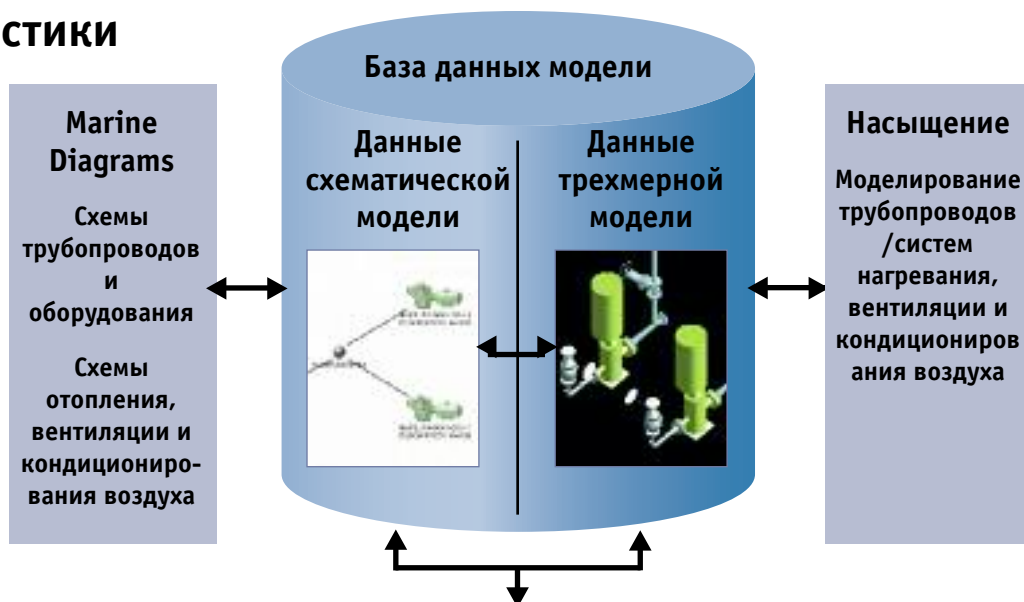 стики
База данных модели
Marine
Diagrams
Схемы
трубопроводов
и
оборудования
Схемы
отопления,
вентиляции и
кондициониро-
вания воздуха
Данные
схематической
модели
Данные
трехмерной
модели
Насыщение
Моделирование
трубопроводов
/систем
нагревания,
вентиляции и
кондициониров
ания воздуха